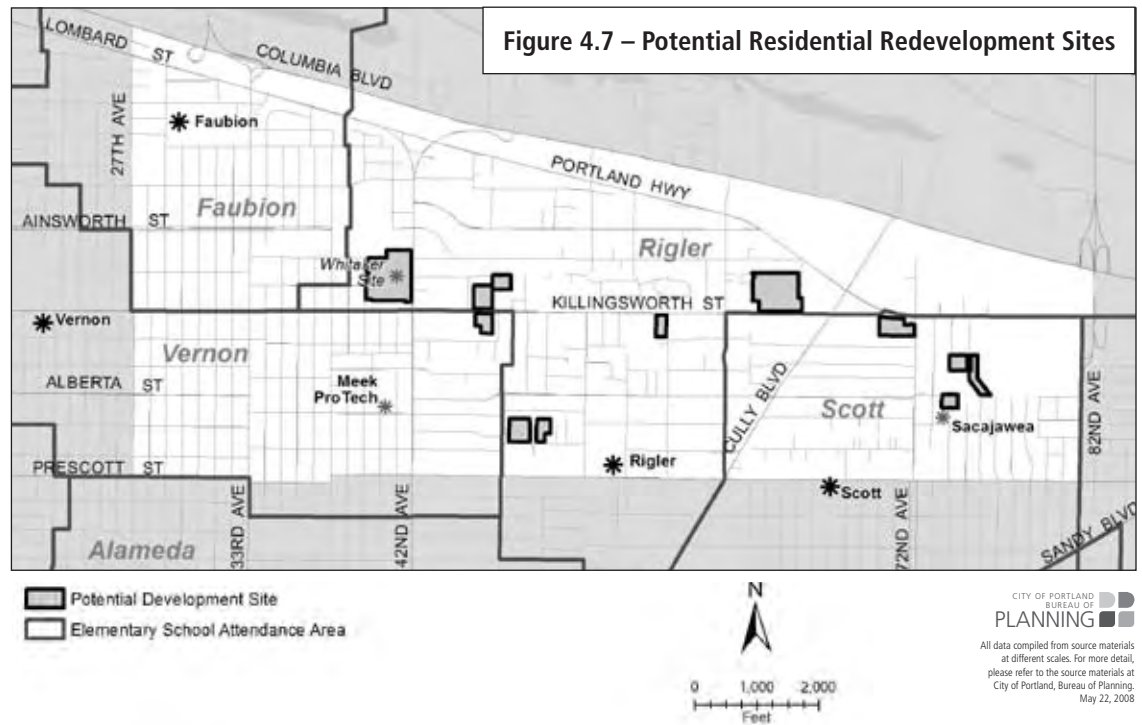 Figure 4.7 – Potential Residential Redevelopment Sites
LOMBARD ST
COLUMBIA BLVD
27TH AVE
Faubion
PORTLAND HWY
AINSWORTH ST
Faubion
Rigler
Whitaker
Site
KILLINGSWORTH ST
Vernon
Vernon
ALBERTA ST
Meek
ProTech
CULLY BLVD
Scott
Sacajawea
82ND AVE
PRESCOTT ST
Rigler
Scott
33RD AVE
42ND AVE
72ND AVE
SANDY BLVD
Alameda
Potential Development Site
Elementary School Attendance Area
N
0 1,000 2,000
Feet
CITY OF PORTLAND
BUREAU OF
PLANNING
All data compiled from source materials
at different scales. For more detail,
please refer to the source materials at
City of Portland, Bureau of Planning.
May 22, 2008